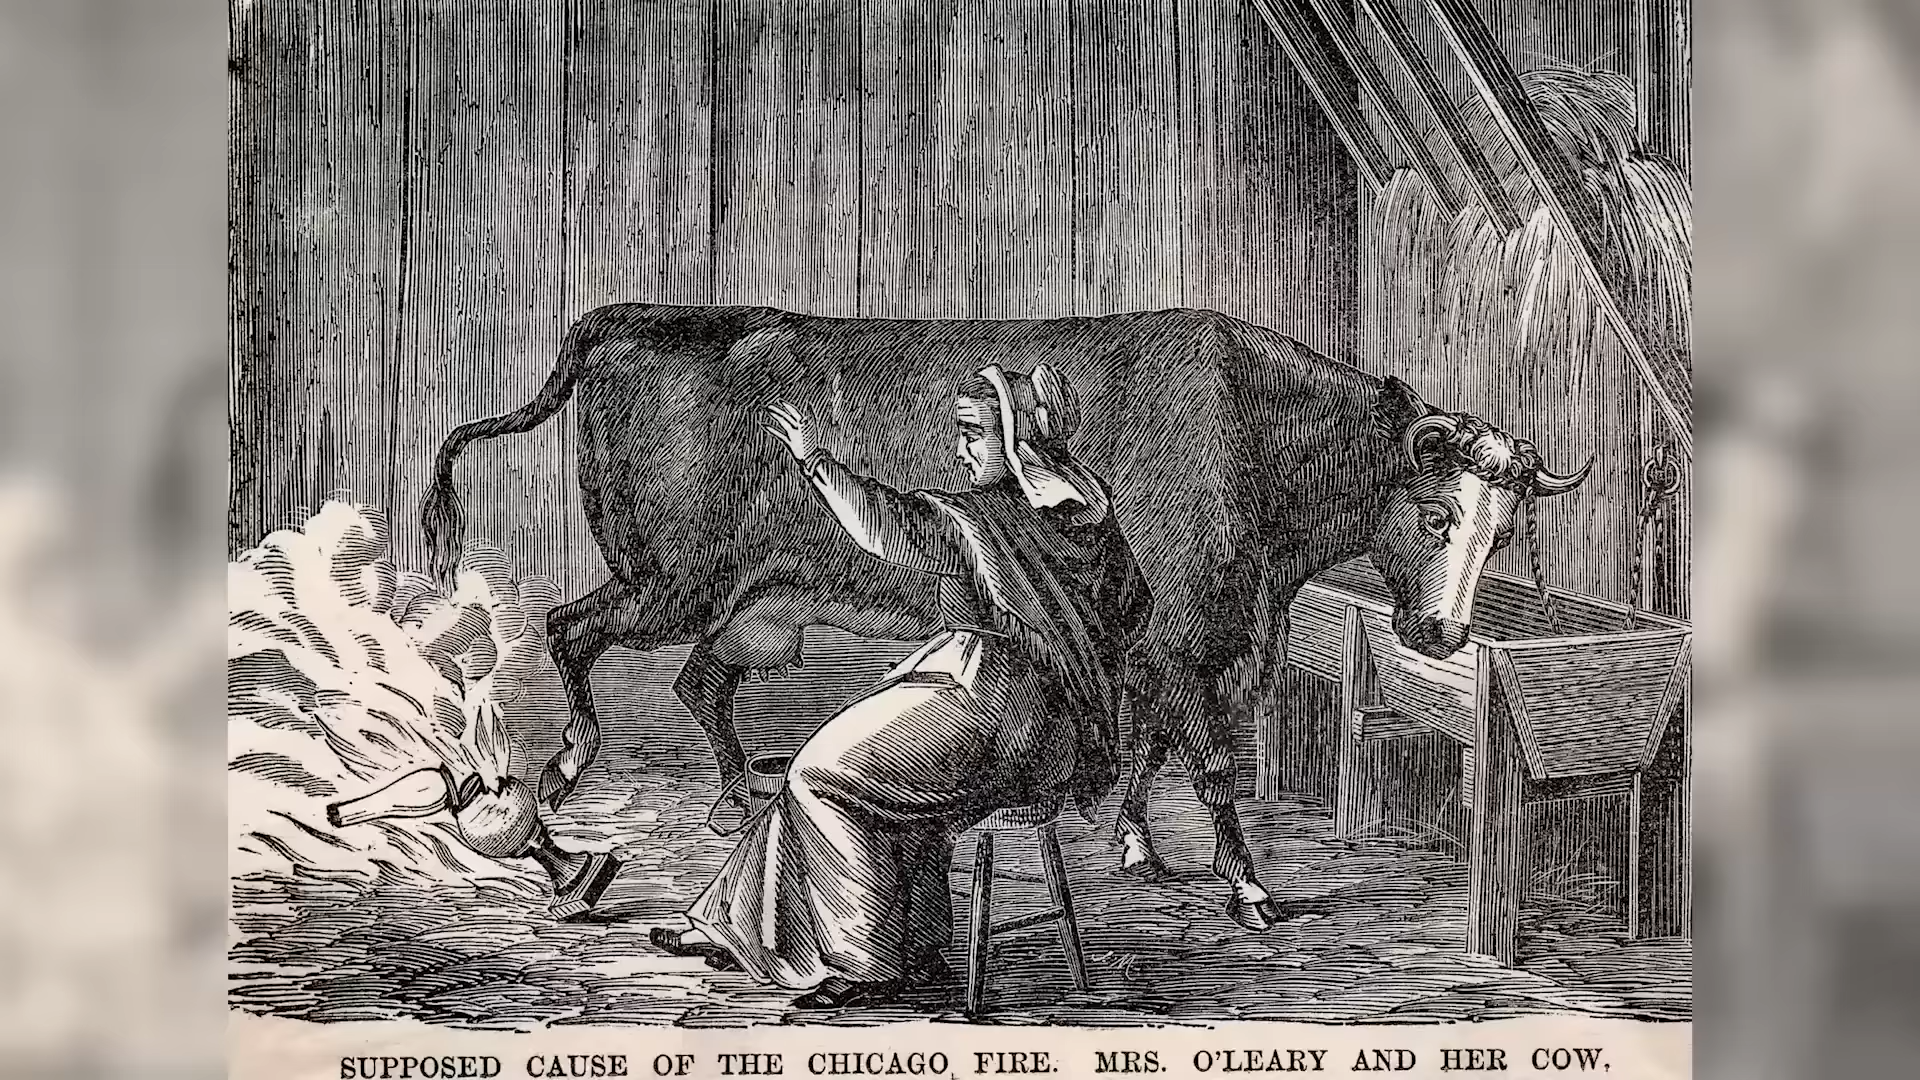 SUPPOSED CAUSE OF THE CHICAGO FIRE. MRS. O'LEARY AND HER COW.